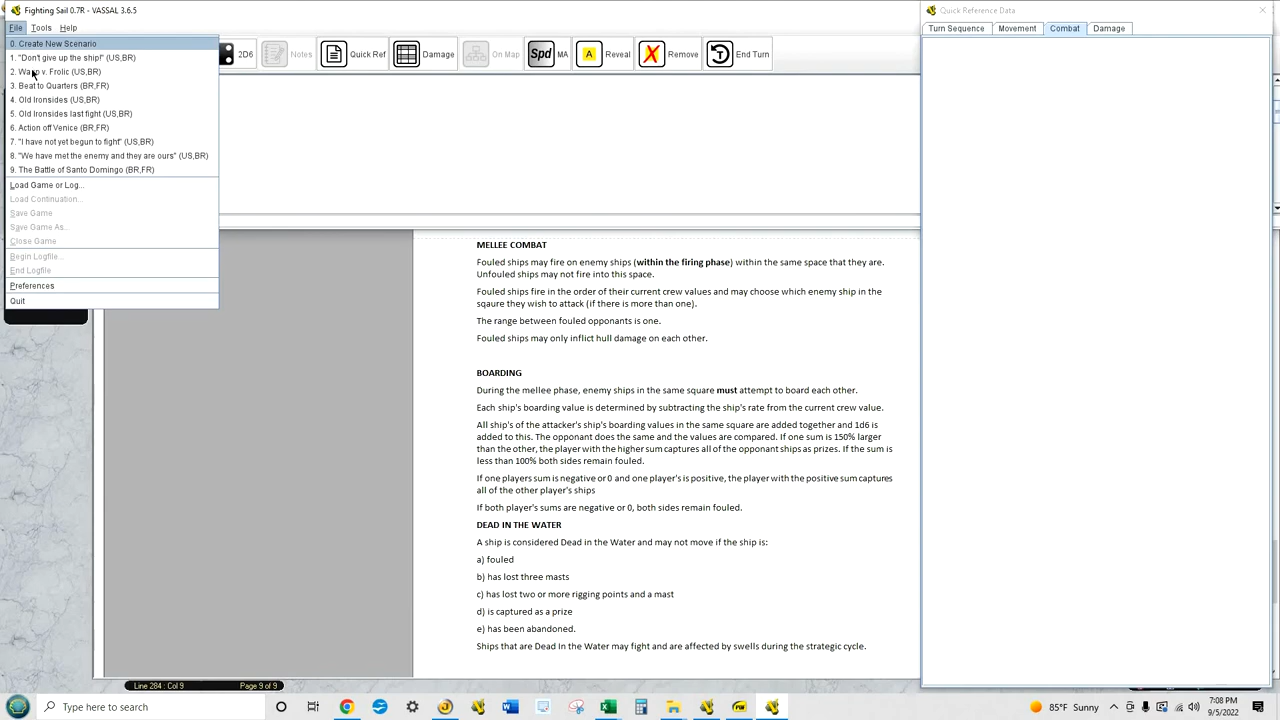 Fighting Sail 0.7R - VASSAL 3.6.5
File Tools Help
0. Create New Scenario
1. "Don't give up the ship!" (US,BR)
2. Wasp v. Frolic (US,BR)
3. Beat to Quarters (BR,FR)
4. Old Ironsides (US,BR)
5. Old Ironsides last fight (US,BR)
6. Action off Venice (BR,FR)
7. "I have not yet begun to fight" (US,BR)
8. "We have met the enemy and they are ours" (US,BR)
9. The Battle of Santo Domingo (BR,FR)
Load Game or Log...
Load Continuation...
Save Game
Save Game As...
Close Game
Begin Logfile...
End Logfile
Preferences
Quit
2D6 Notes Quick Ref Damage On Map Spd MA A Reveal Remove End Turn
MELLEE COMBAT
Fouled ships may fire on enemy ships (within the firing phase) within the same space that they are.
Unfouled ships may not fire into this space.
Fouled ships fire in the order of their current crew values and may choose which enemy ship in the
sqaure they wish to attack (if there is more than one).
The range between fouled opponants is one.
Fouled ships may only inflict hull damage on each other.
BOARDING
During the mellee phase, enemy ships in the same square must attempt to board each other.
Each ship's boarding value is determined by subtracting the ship's rate from the current crew value.
All ship's of the attacker's ship's boarding values in the same square are added together and 1d6 is
added to this. The opponant does the same and the values are compared. If one sum is 150% larger
than the other, the player with the higher sum captures all of the opponant ships as prizes. If the sum is
less than 100% both sides remain fouled.
If one players sum is negative or 0 and one player's is positive, the player with the positive sum captures
all of the other player's ships
If both player's sums are negative or 0, both sides remain fouled.
DEAD IN THE WATER
A ship is considered Dead in the Water and may not move if the ship is:
a) fouled
b) has lost three masts
c) has lost two or more rigging points and a mast
d) is captured as a prize
e) has been abandoned.
Ships that are Dead In the Water may fight and are affected by swells during the strategic cycle.
Line 284 : Col 9 Page 9 of 9
Quick Reference Data
Turn Sequence Movement Combat Damage
Type here to search
85°F Sunny
7:08 PM
9/5/2022